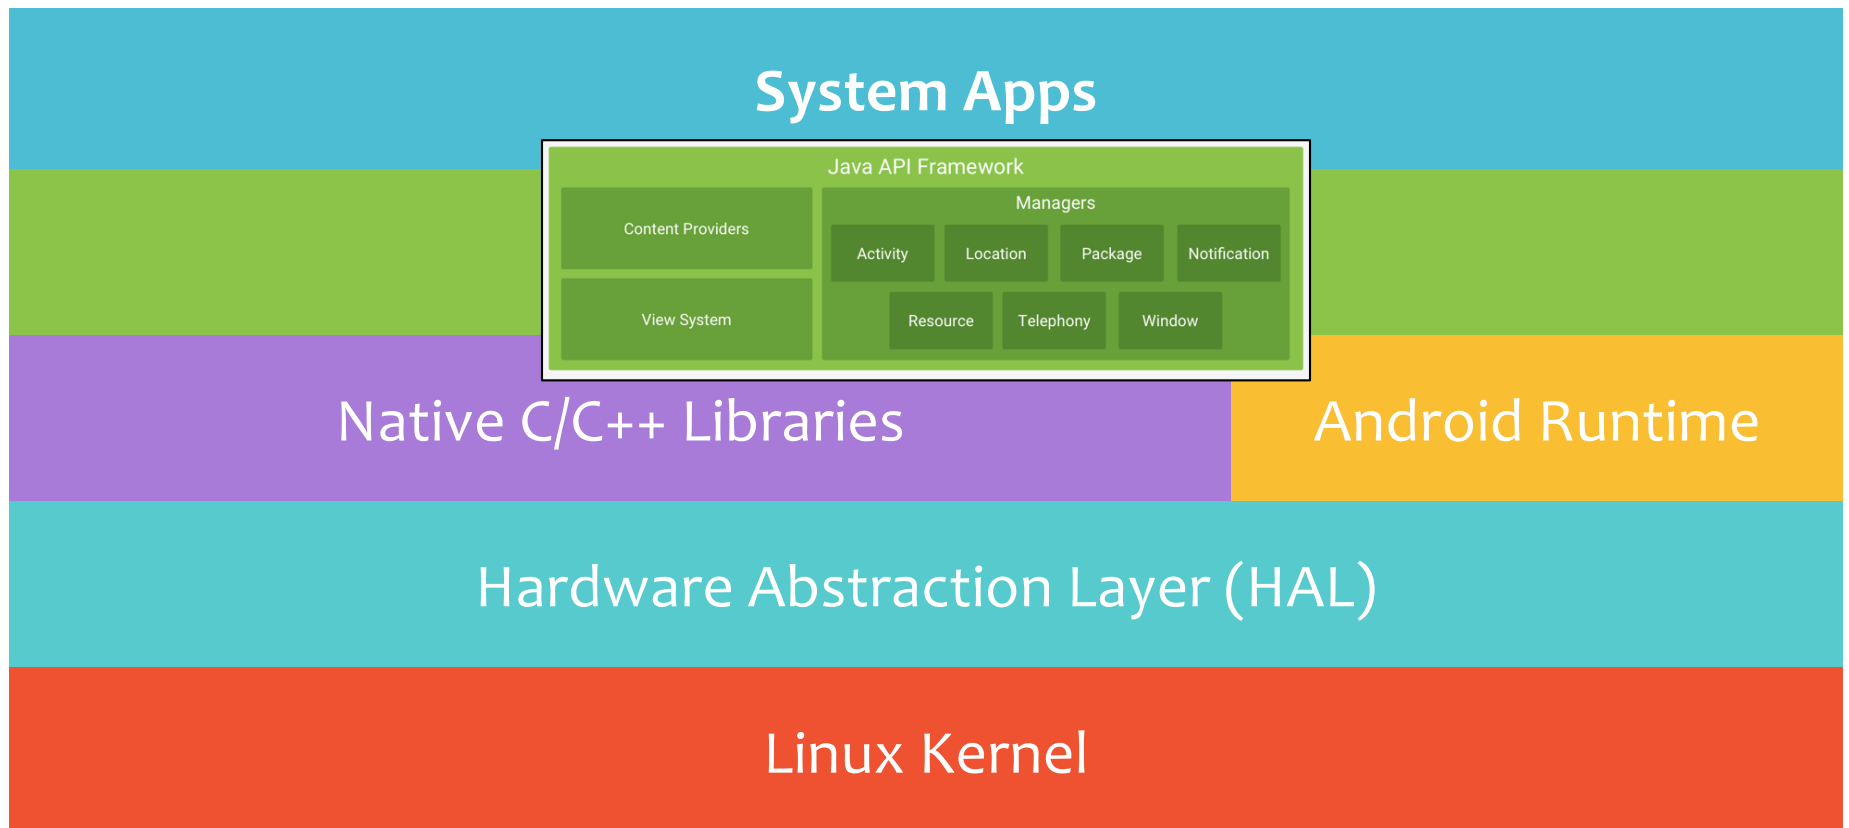 System Apps
Java API Framework
Content Providers
View System
Managers
Activity
Location
Package
Notification
Resource
Telephony
Window
Native C/C++ Libraries
Android Runtime
Hardware Abstraction Layer (HAL)
Linux Kernel